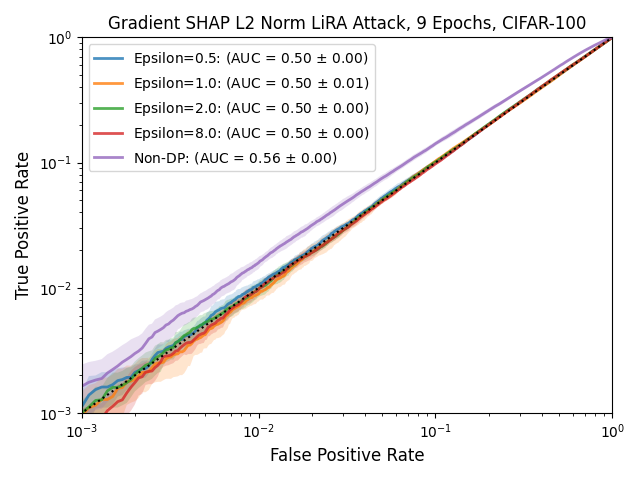 Gradient SHAP L2 Norm LiRA Attack, 9 Epochs, CIFAR-100
Epsilon=0.5: (AUC = 0.50 ± 0.00)
Epsilon=1.0: (AUC = 0.50 ± 0.01)
Epsilon=2.0: (AUC = 0.50 ± 0.00)
Epsilon=8.0: (AUC = 0.50 ± 0.00)
Non-DP: (AUC = 0.56 ± 0.00)
True Positive Rate
10⁰
10⁻¹
10⁻²
10⁻³
10⁻³ 10⁻² 10⁻¹ 10⁰
False Positive Rate